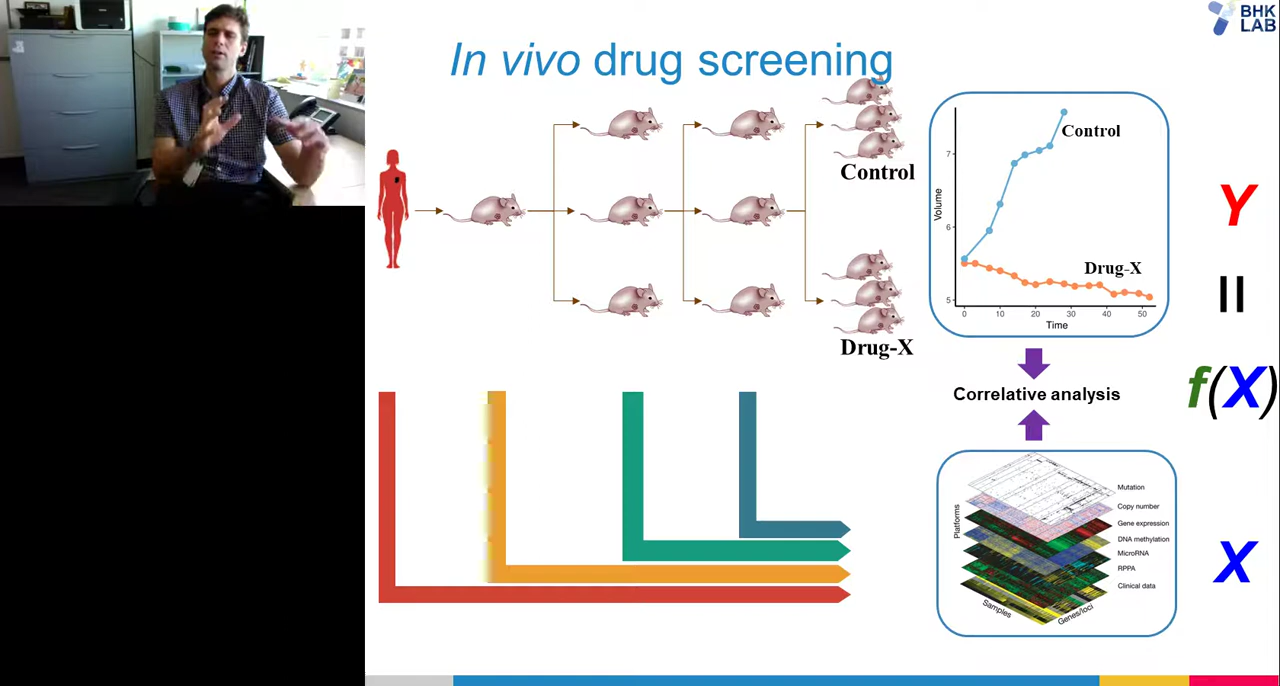 BHK
LAB
In vivo drug screening
Control
Drug-X
Control
Drug-X
Volume
7
6
5
0
10
20
30
40
50
Time
Y
=
f(X)
X
Correlative analysis
Platforms
Mutation
Copy number
Gene expression
DNA methylation
MicroRNA
RPPA
Clinical data
Samples
Genes/loci